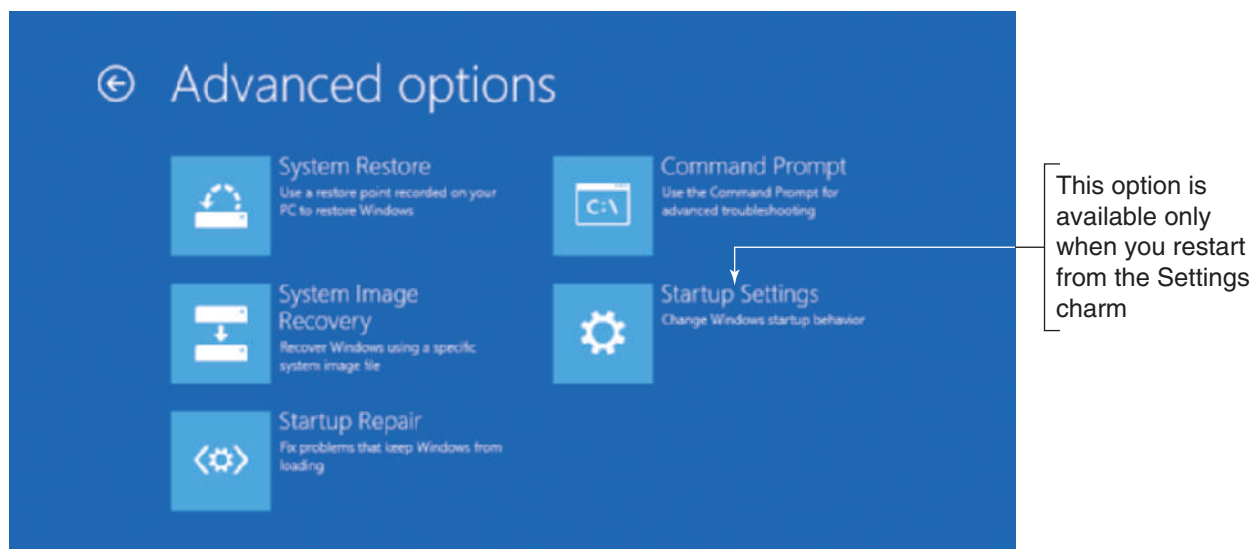 Advanced options
System Restore
Use a restore point recorded on your
PC to restore Windows
System Image
Recovery
Recover Windows using a specific
system image file
Startup Repair
Fix problems that keep Windows from
loading
C:\
Command Prompt
Use the Command Prompt for
advanced troubleshooting
Startup Settings
Change Windows startup behavior
This option is
available only
when you restart
from the Settings
charm